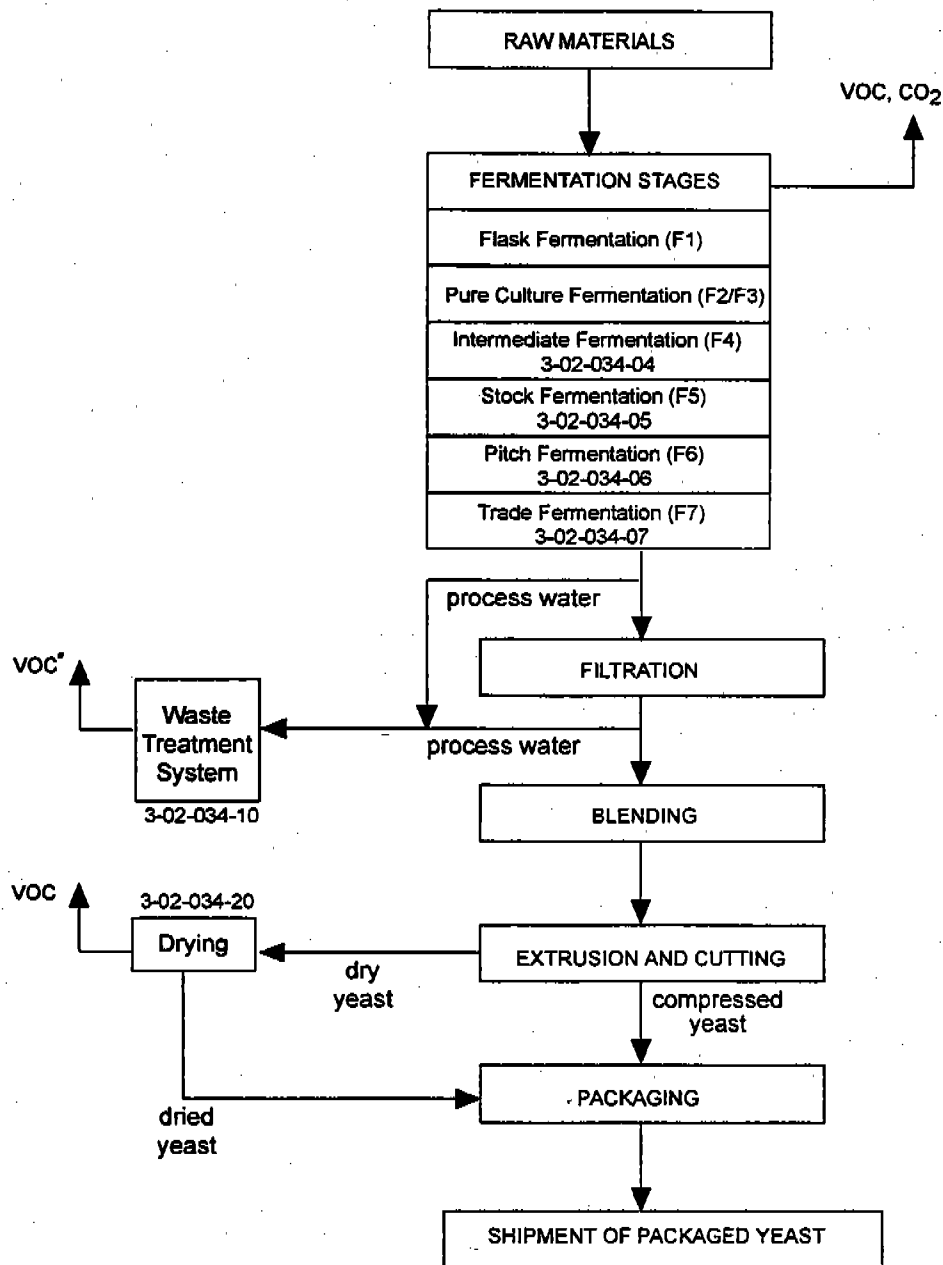 RAW MATERIALS
VOC, CO2
FERMENTATION STAGES
Flask Fermentation (F1)
Pure Culture Fermentation (F2/F3)
Intermediate Fermentation (F4)
3-02-034-04
Stock Fermentation (F5)
3-02-034-05
Pitch Fermentation (F6)
3-02-034-06
Trade Fermentation (F7)
3-02-034-07
process water
FILTRATION
VOC*
Waste
Treatment
System
3-02-034-10
process water
BLENDING
VOC
3-02-034-20
Drying
dry
yeast
EXTRUSION AND CUTTING
compressed
yeast
PACKAGING
dried
yeast
SHIPMENT OF PACKAGED YEAST